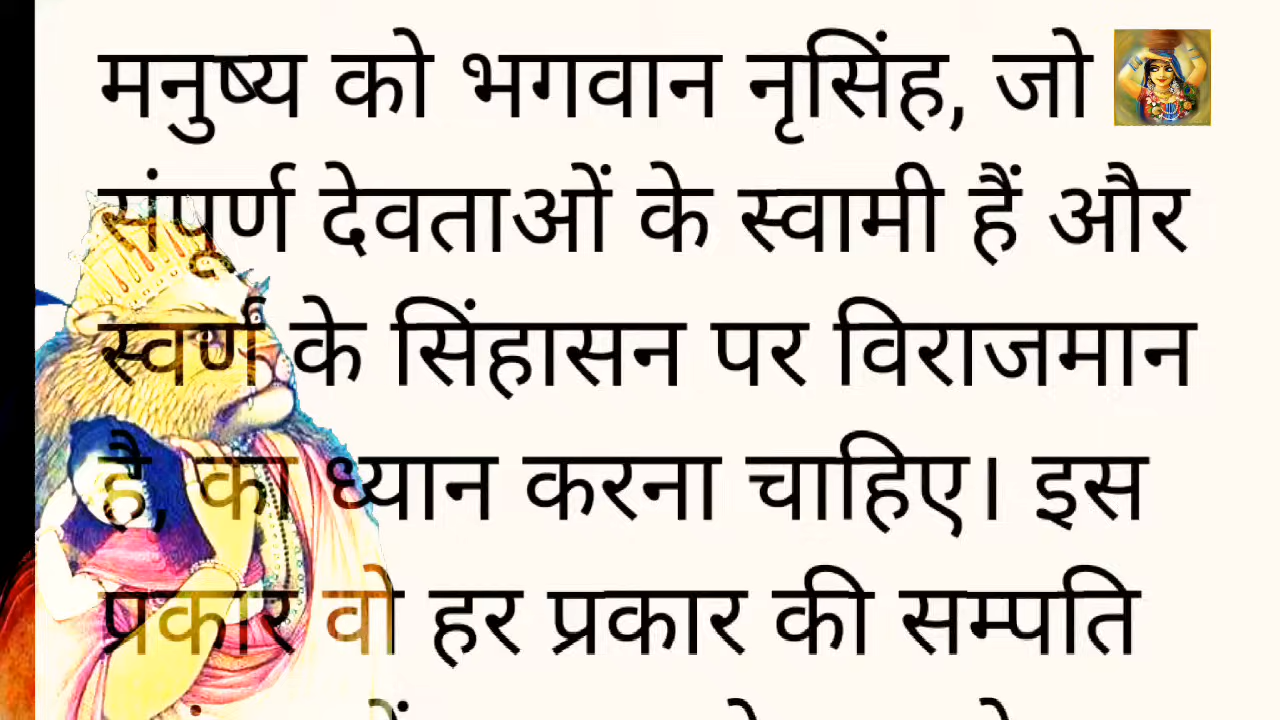 मनुष्य को भगवान नृसिंह, जो
संपूर्ण देवताओं के स्वामी हैं और
स्वर्ण के सिंहासन पर विराजमान
है, का ध्यान करना चाहिए। इस
प्रकार वो हर प्रकार की सम्पति